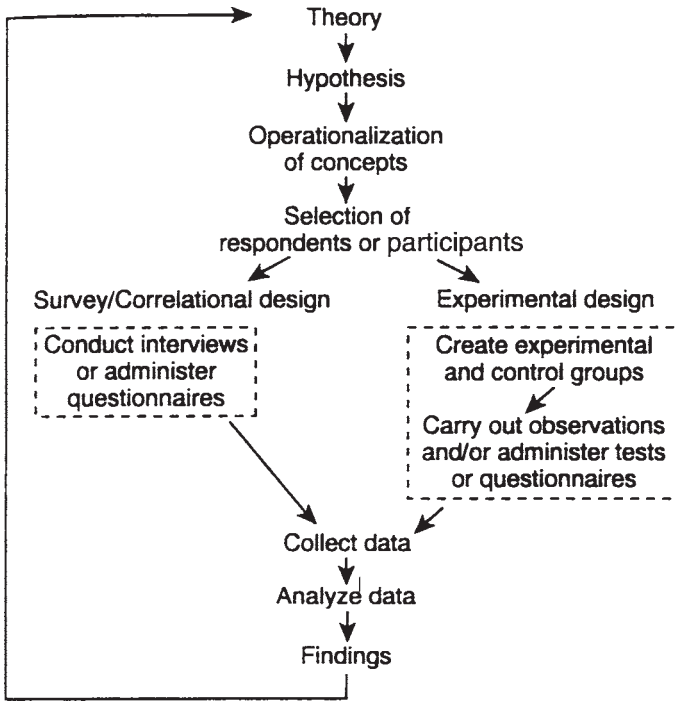 Theory
Hypothesis
Operationalization
of concepts
Selection of
respondents or participants
Survey/Correlational design
Conduct interviews
or administer
questionnaires
Experimental design
Create experimental
and control groups
Carry out observations
and/or administer tests
or questionnaires
Collect data
Analyze data
Findings